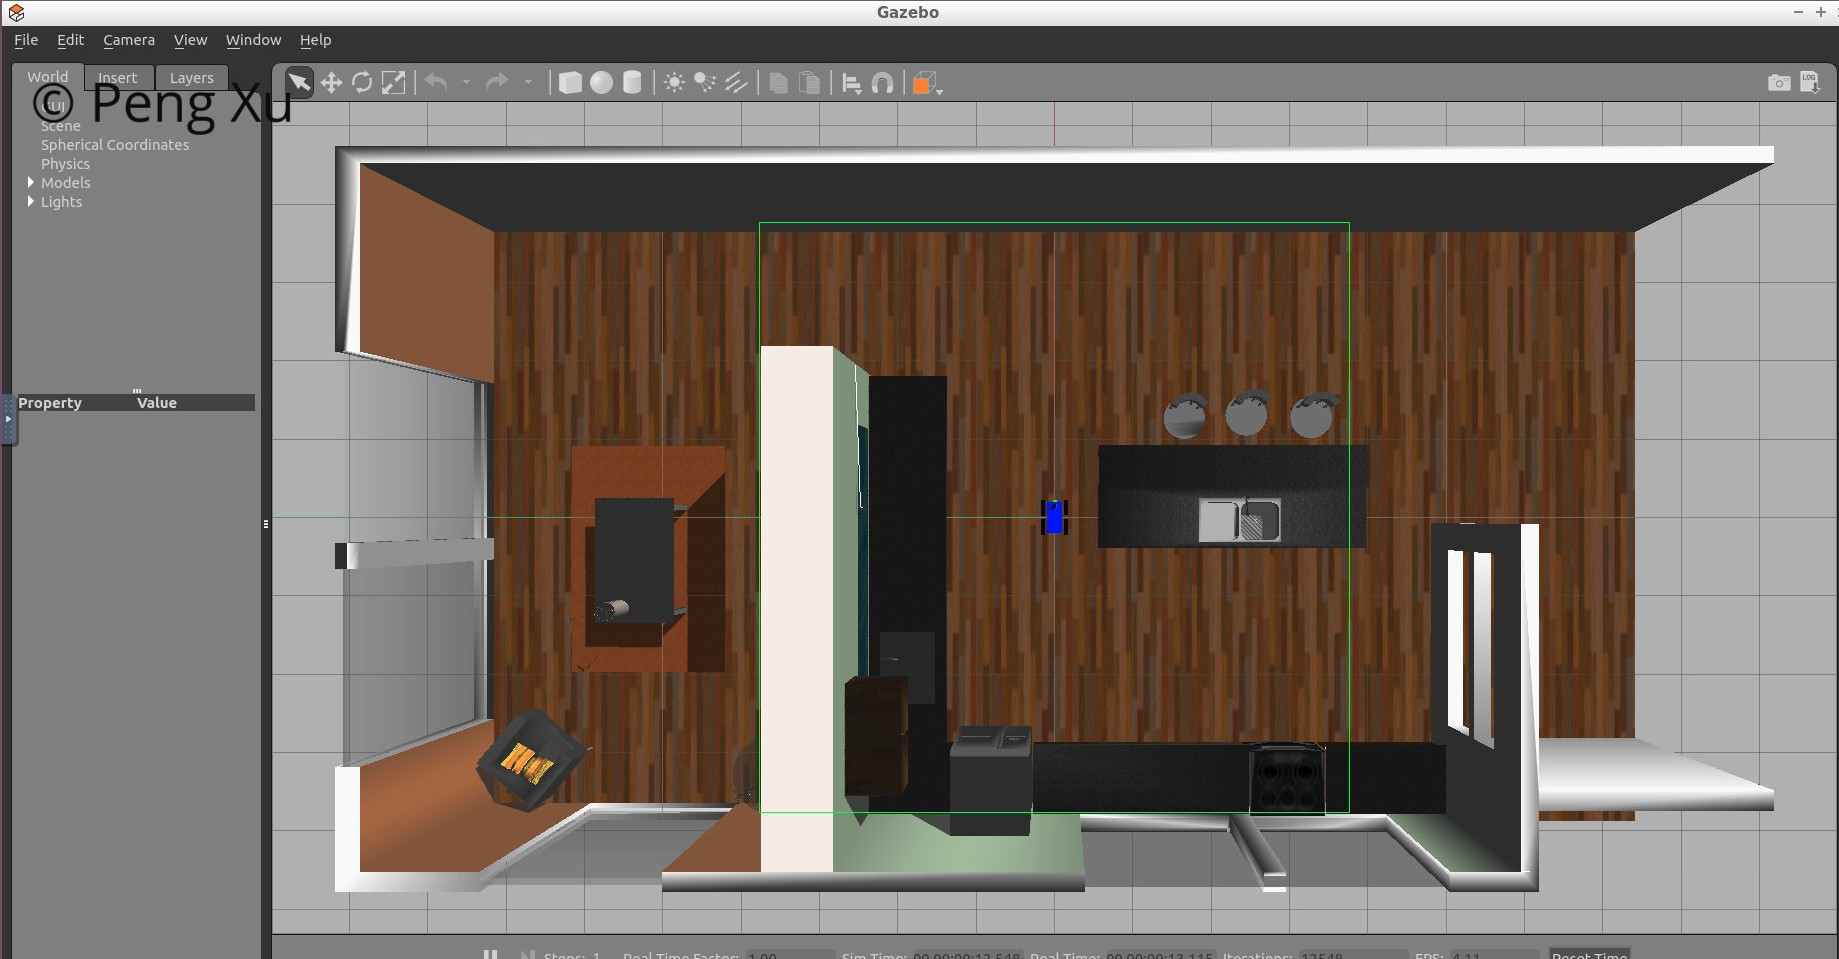 Gazebo
File Edit Camera View Window Help
World Insert Layers
LOG
© Peng Xu
GUI
Scene
Spherical Coordinates
Physics
Models
Lights
Property Value
Steps: 1 Real Time Factor: 1.00 Sim Time: 00 00:00:12.548 Real Time: 00 00:00:13.115 Iterations: 12548 FPS: 4.11 Reset Time